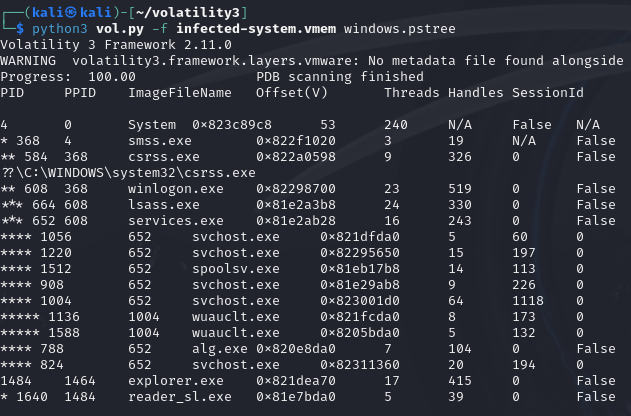 ┌──(kali㉿kali)-[~/volatility3]
└─$ python3 vol.py -f infected-system.vmem windows.pstree
Volatility 3 Framework 2.11.0
WARNING  volatility3.framework.layers.vmware: No metadata file found alongside
Progress:  100.00               PDB scanning finished
PID     PPID    ImageFileName   Offset(V)       Threads Handles SessionId
4       0       System  0×823c89c8      53      240     N/A     False   N/A
* 368   4       smss.exe        0×822f1020      3       19      N/A     False
** 584  368     csrss.exe       0×822a0598      9       326     0       False
??\C:\WINDOWS\system32\csrss.exe
** 608  368     winlogon.exe    0×82298700      23      519     0       False
*** 664 608     lsass.exe       0×81e2a3b8      24      330     0       False
*** 652 608     services.exe    0×81e2ab28      16      243     0       False
**** 1056       652     svchost.exe     0×821dfda0      5       60      0
**** 1220       652     svchost.exe     0×82295650      15      197     0
**** 1512       652     spoolsv.exe     0×81eb17b8      14      113     0
**** 908        652     svchost.exe     0×81e29ab8      9       226     0
**** 1004       652     svchost.exe     0×823001d0      64      1118    0
***** 1136      1004    wuauclt.exe     0×821fcda0      8       173     0
***** 1588      1004    wuauclt.exe     0×8205bda0      5       132     0
**** 788        652     alg.exe 0×820e8da0      7       104     0       False
**** 824        652     svchost.exe     0×82311360      20      194     0
1484    1464    explorer.exe    0×821dea70      17      415     0       False
* 1640  1484    reader_sl.exe   0×81e7bda0      5       39      0       False